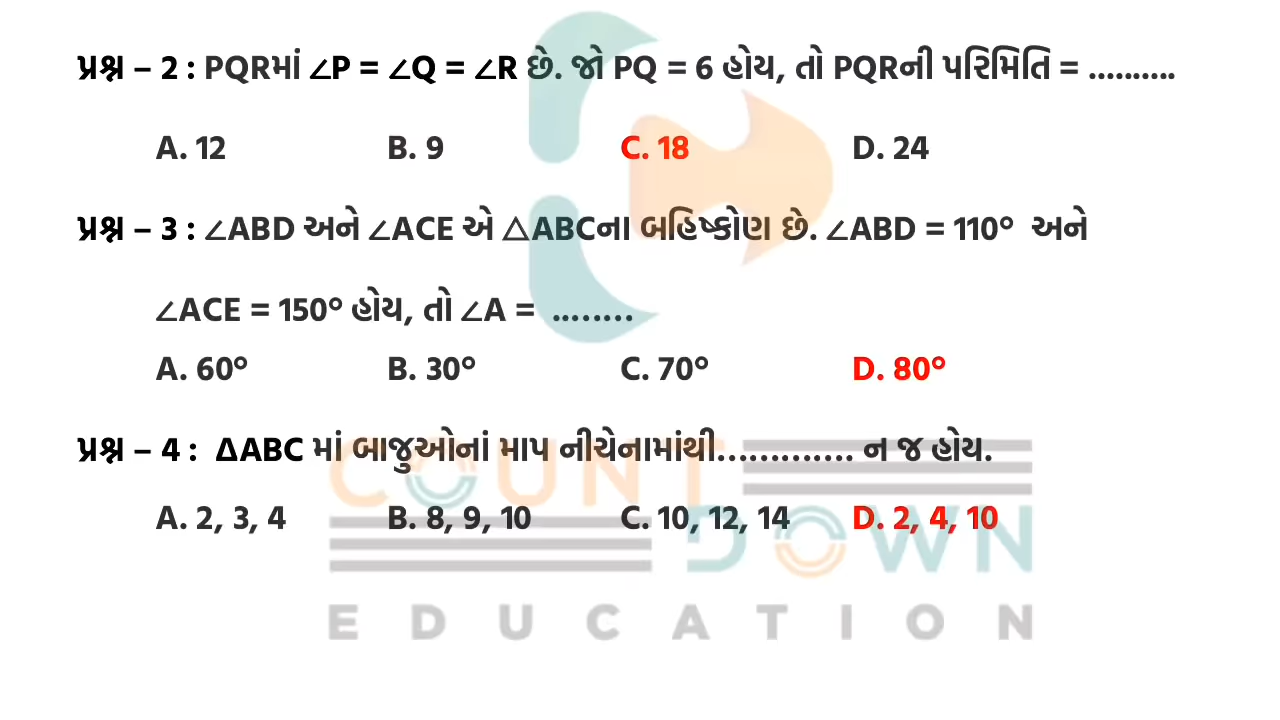 પ્રશ્ન – 2 : PQRમાં ∠P = ∠Q = ∠R છે. જો PQ = 6 હોય, તો PQRની પરિમિતિ = ..........
A. 12 B. 9 C. 18 D. 24
પ્રશ્ન – 3 : ∠ABD અને ∠ACE એ △ABCના બહિષ્કોણ છે. ∠ABD = 110° અને
∠ACE = 150° હોય, તો ∠A = ........
A. 60° B. 30° C. 70° D. 80°
પ્રશ્ન – 4 : ΔABC માં બાજુઓનાં માપ નીચેનામાંથી............. ન જ હોય.
A. 2, 3, 4 B. 8, 9, 10 C. 10, 12, 14 D. 2, 4, 10
COUNT
DOWN
EDUCATION